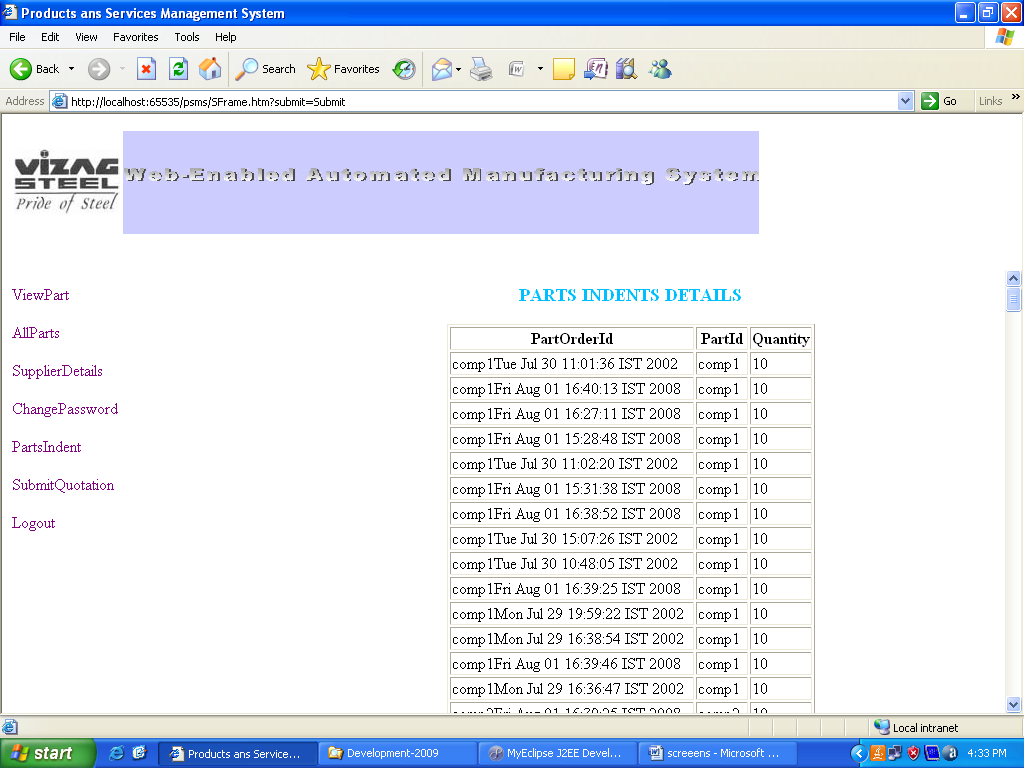 Products ans Services Management System
File Edit View Favorites Tools Help
Back Search Favorites
Address http://localhost:65535/psms/SFrame.htm?submit=Submit Go Links »
VIZAG
STEEL
Pride of Steel
Web-Enabled Automated Manufacturing System
ViewPart
AllParts
SupplierDetails
ChangePassword
PartsIndent
SubmitQuotation
Logout
PARTS INDENTS DETAILS
PartOrderId PartId Quantity
comp1Tue Jul 30 11:01:36 IST 2002 comp1 10
comp1Fri Aug 01 16:40:13 IST 2008 comp1 10
comp1Fri Aug 01 16:27:11 IST 2008 comp1 10
comp1Fri Aug 01 15:28:48 IST 2008 comp1 10
comp1Tue Jul 30 11:02:20 IST 2002 comp1 10
comp1Fri Aug 01 15:31:38 IST 2008 comp1 10
comp1Fri Aug 01 16:38:52 IST 2008 comp1 10
comp1Tue Jul 30 15:07:26 IST 2002 comp1 10
comp1Tue Jul 30 10:48:05 IST 2002 comp1 10
comp1Fri Aug 01 16:39:25 IST 2008 comp1 10
comp1Mon Jul 29 19:59:22 IST 2002 comp1 10
comp1Mon Jul 29 16:38:54 IST 2002 comp1 10
comp1Fri Aug 01 16:39:46 IST 2008 comp1 10
comp1Mon Jul 29 16:36:47 IST 2002 comp1 10
Local intranet
start Products ans Service... Development-2009 MyEclipse J2EE Devel... screeens - Microsoft ... 4:33 PM